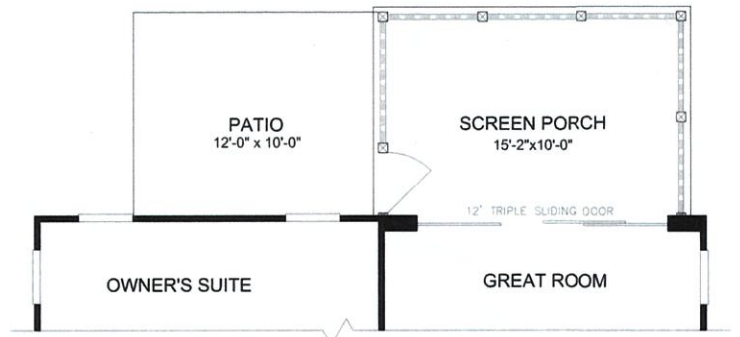 PATIO
12'-0" x 10'-0"
SCREEN PORCH
15'-2"x10'-0"
12' TRIPLE SLIDING DOOR
OWNER'S SUITE
GREAT ROOM